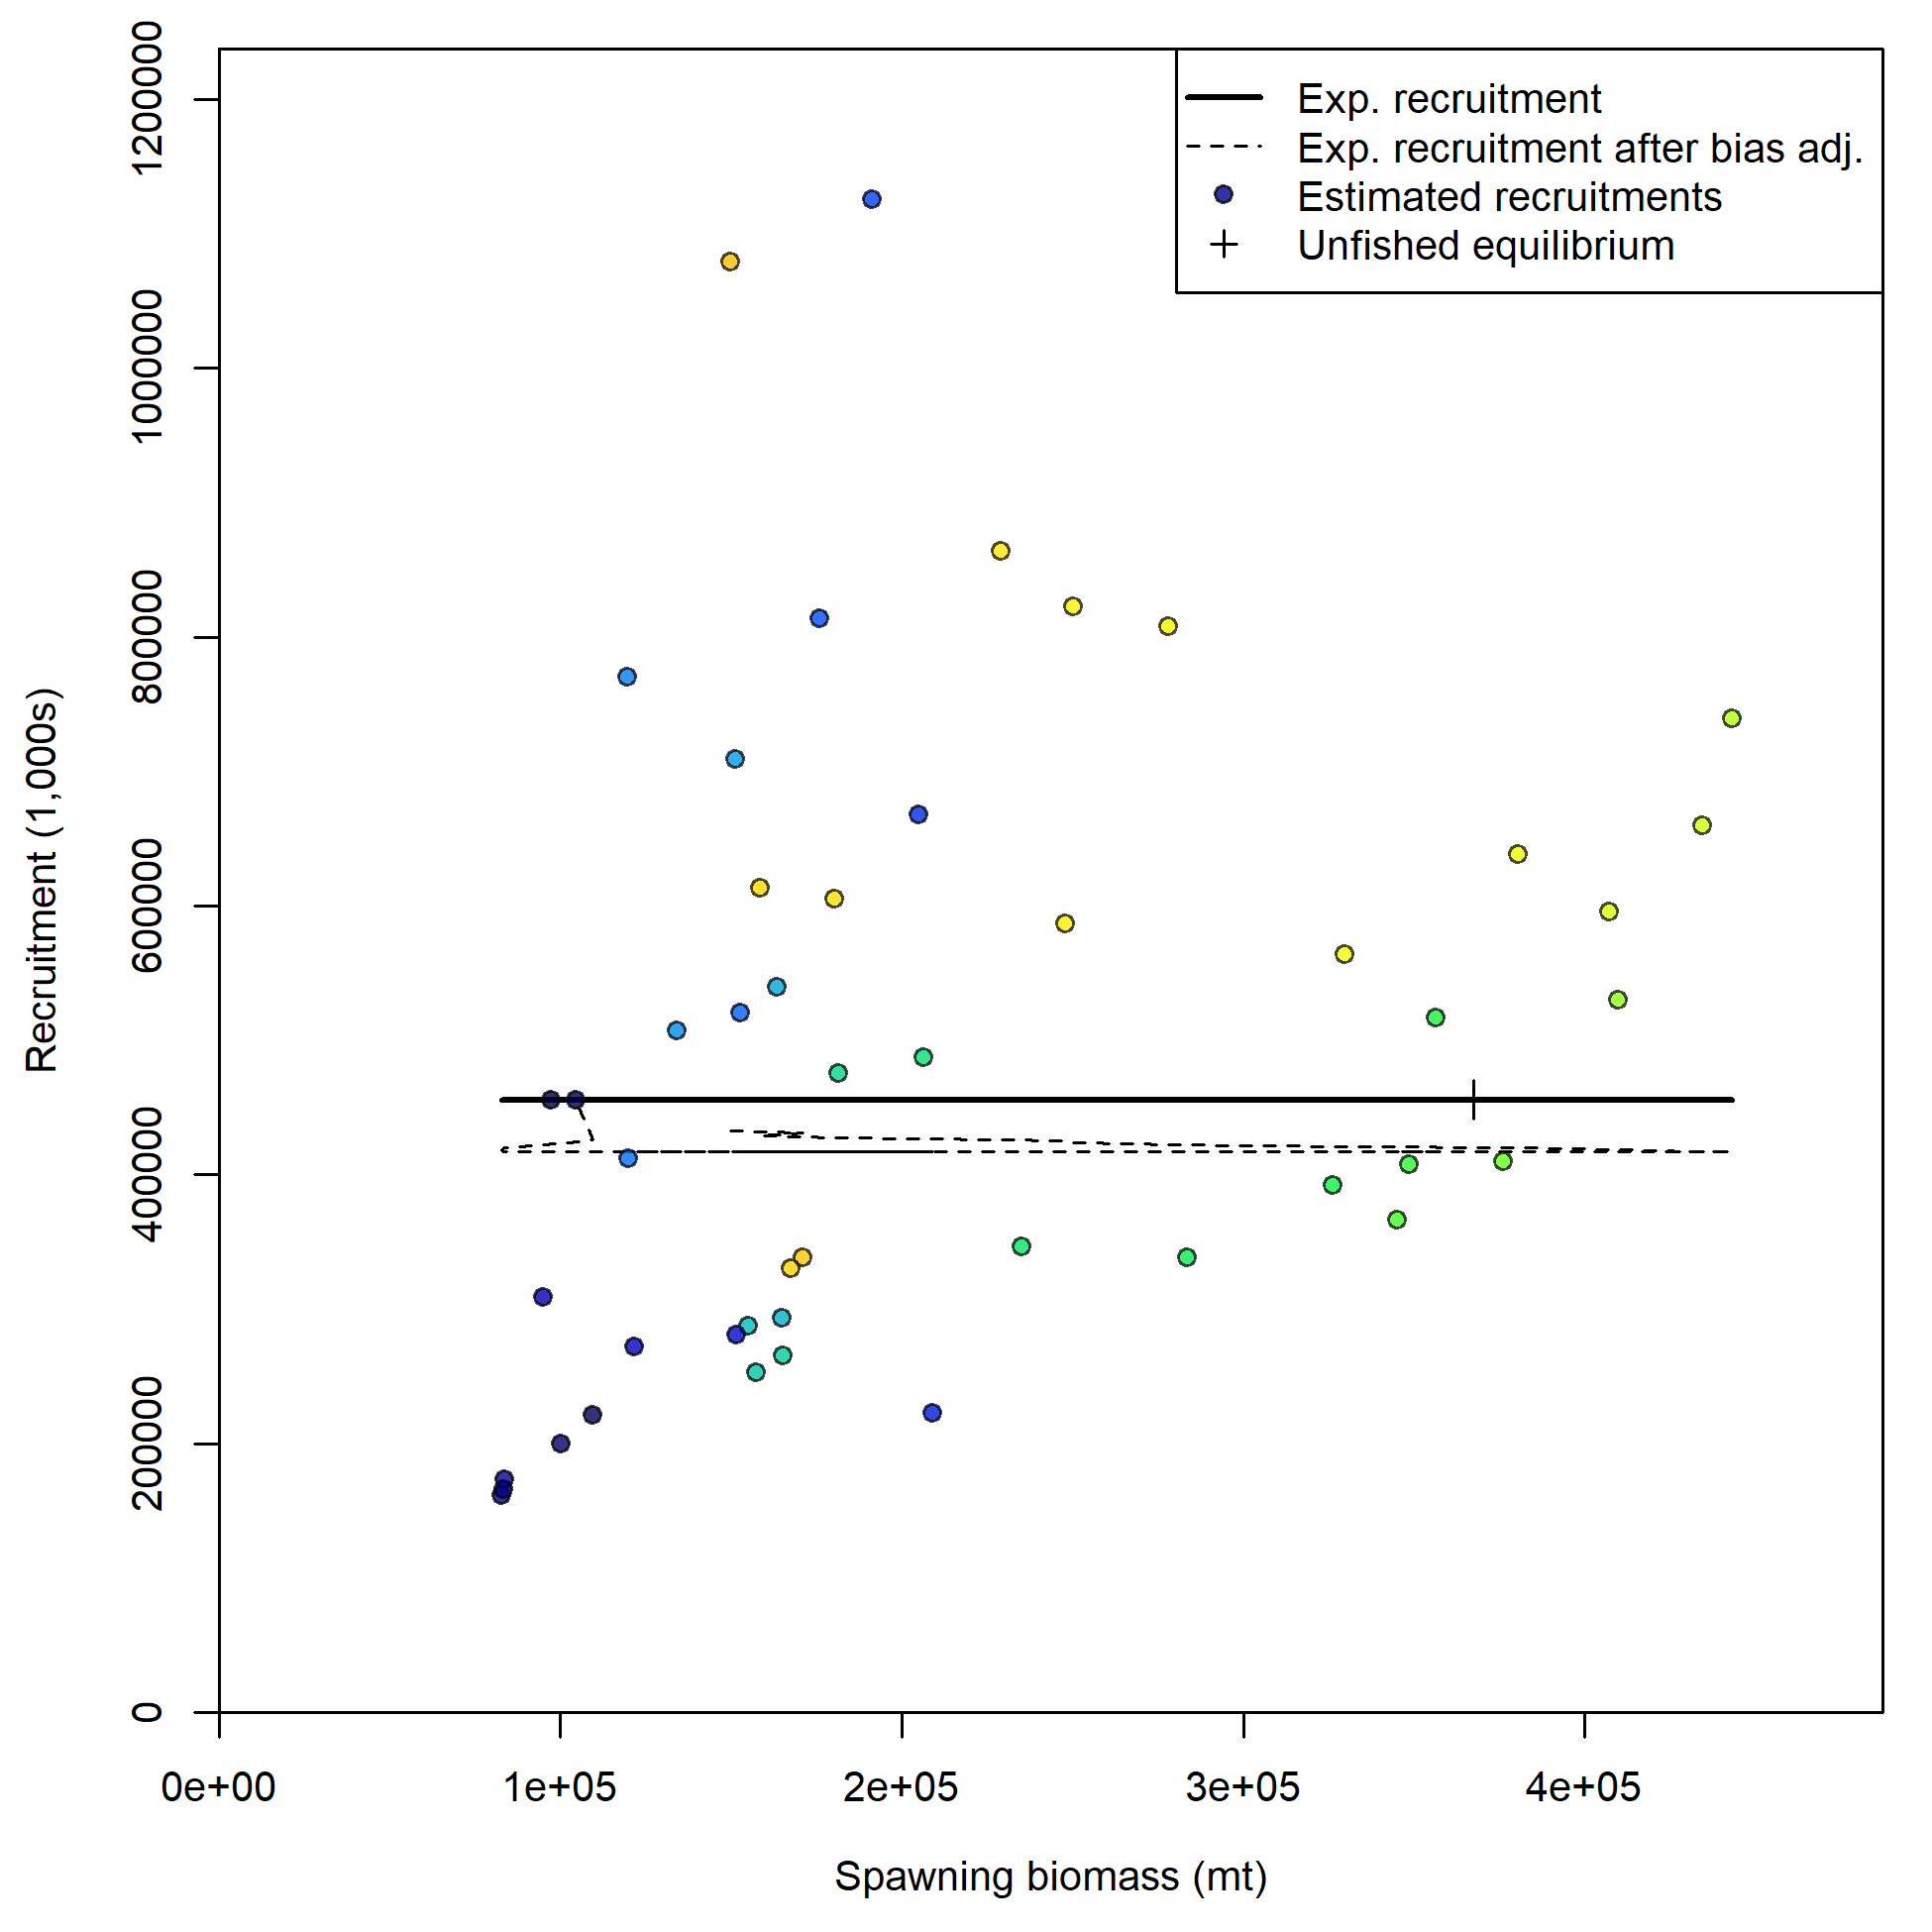 Exp. recruitment
Exp. recruitment after bias adj.
Estimated recruitments
Unfished equilibrium
Recruitment (1,000s)
1200000
1000000
800000
600000
400000
200000
0
0e+00
1e+05
2e+05
3e+05
4e+05
Spawning biomass (mt)